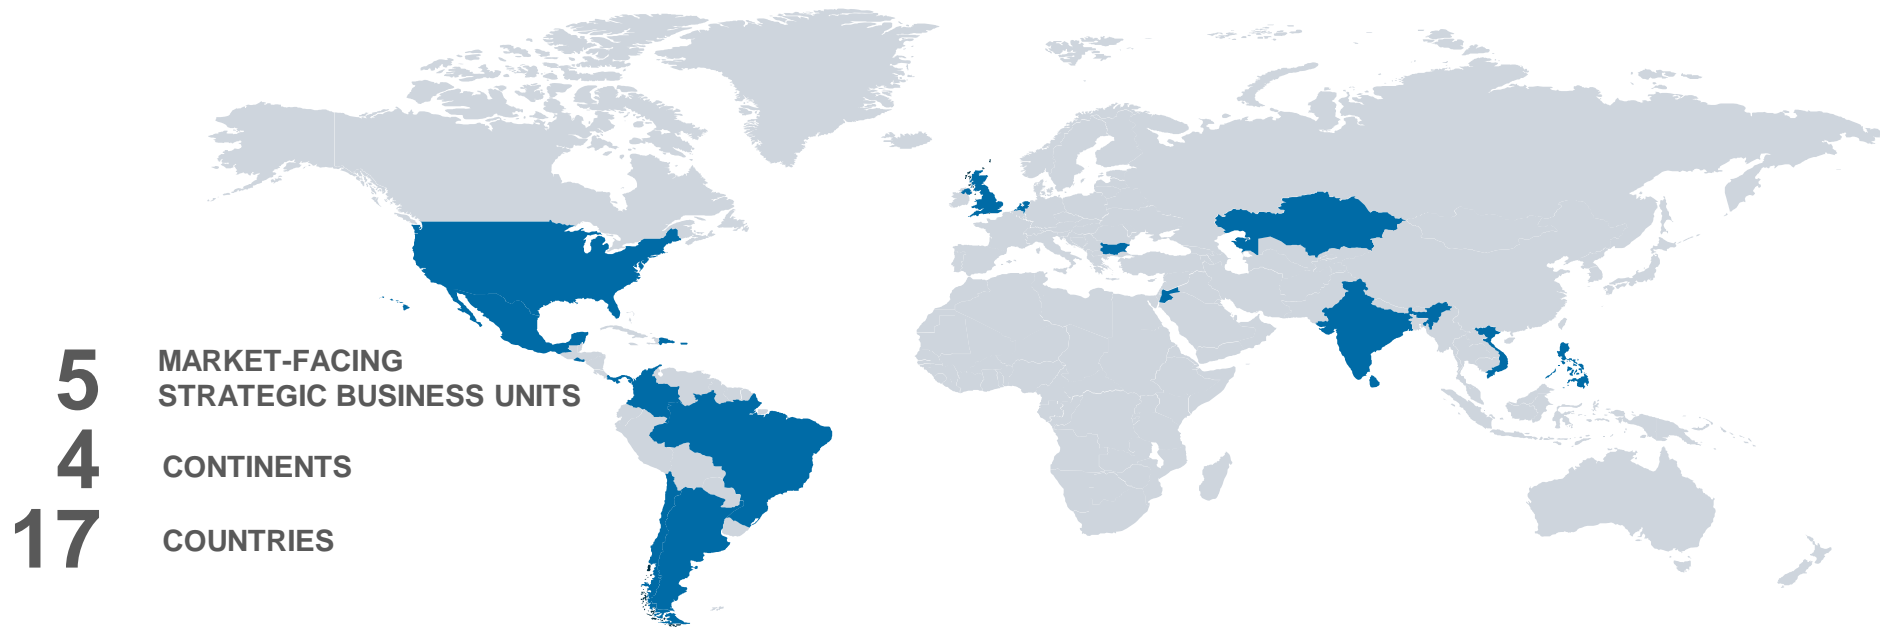 5
MARKET-FACING
STRATEGIC BUSINESS UNITS
4
CONTINENTS
17
COUNTRIES